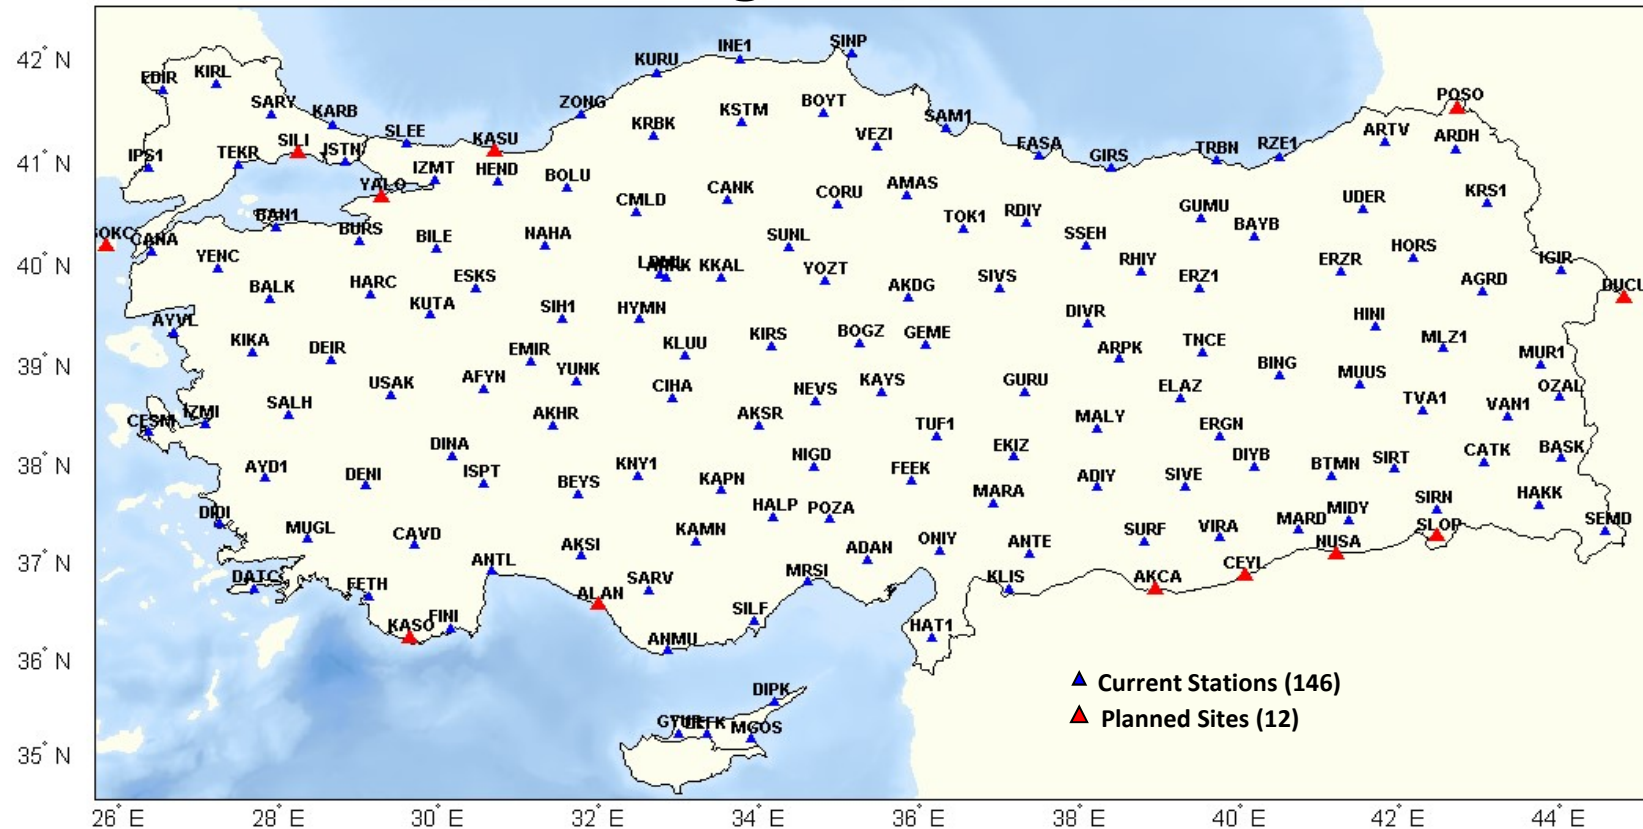 42° N
41° N
40° N
39° N
38° N
37° N
36° N
35° N
26° E
28° E
30° E
32° E
34° E
36° E
38° E
40° E
42° E
44° E
SINP
INE1
KURU
KIRL
EDIR
SARY
KARB
ZONG
KSTM
BOYT
POSO
KRBK
SAM1
SLEE
KASU
SILI
ISTN
VEZI
ARTV
ARDH
IPS1
TEKR
IZMT
HEND
BOLU
FASA
GIRS
TRBN
RZE1
YALO
CMLD
CANK
CORU
AMAS
UDER
KRS1
BAN1
BURS
BILE
NAHA
TOK1
RDIY
GUMU
BAYB
CANA
YENC
SUNL
SSEH
HORS
IGIR
BALK
HARC
ESKS
KKAL
YOZT
RHIY
ERZR
KUTA
SIH1
HYMN
AKDG
SIVS
ERZ1
AGRD
DUCU
AYVL
KIKA
DEIR
EMIR
KLUU
KIRS
BOGZ
GEME
DIVR
ARPK
TNCE
HINI
MLZ1
MUR1
USAK
AFYN
YUNK
CIHA
NEVS
KAYS
GURU
ELAZ
BING
MUUS
OZAL
SALH
AKHR
AKSR
TUF1
MALY
ERGN
TVA1
VAN1
CESM
IZMI
DINA
NIGD
EKIZ
DIYB
BTMN
SIRT
CATK
BASK
AYD1
DENI
ISPT
BEYS
KNY1
KAPN
FEEK
MARA
ADIY
SIVE
SIRN
HAKK
DIDI
MUGL
CAVD
AKSI
KAMN
HALP
POZA
ADAN
ONIY
ANTE
SURF
VIRA
MARD
MIDY
SLOP
SEMD
NUSA
DATC
FETH
ANTL
ALAN
SARV
MRSI
KLIS
AKCA
CEYL
KASO
FINI
ANMU
SILF
HAT1
DIPK
MGOS
Current Stations (146)
Planned Sites (12)